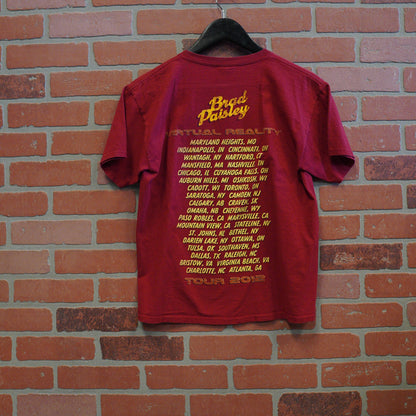 Brad
Paisley
VIRTUAL REALITY
MARYLAND HEIGHTS, MO
INDIANAPOLIS, IN CINCINNATI, OH
WANTAGH, NY HARTFORD, CT
MANSFIELD, MA NASHVILLE, TN
CHICAGO, IL CUYAHOGA FALLS, OH
AUBURN HILLS, MI OSHKOSH, WI
CADOTT, WI TORONTO, ON
SARATOGA, NY CAMDEN, NJ
CALGARY, AB CRAVEN, SK
OMAHA, NB CHEYENNE, WY
PASO ROBLES, CA MARYSVILLE, CA
MOUNTAIN VIEW, CA STATELINE, NV
ST. JOHNS, NL BETHEL, NY
DARIEN LAKE, NY OTTAWA, ON
TULSA, OK SOUTHAVEN, MS
DALLAS, TX RALEIGH, NC
BRISTOW, VA VIRGINIA BEACH, VA
CHARLOTTE, NC ATLANTA, GA
TOUR 2012